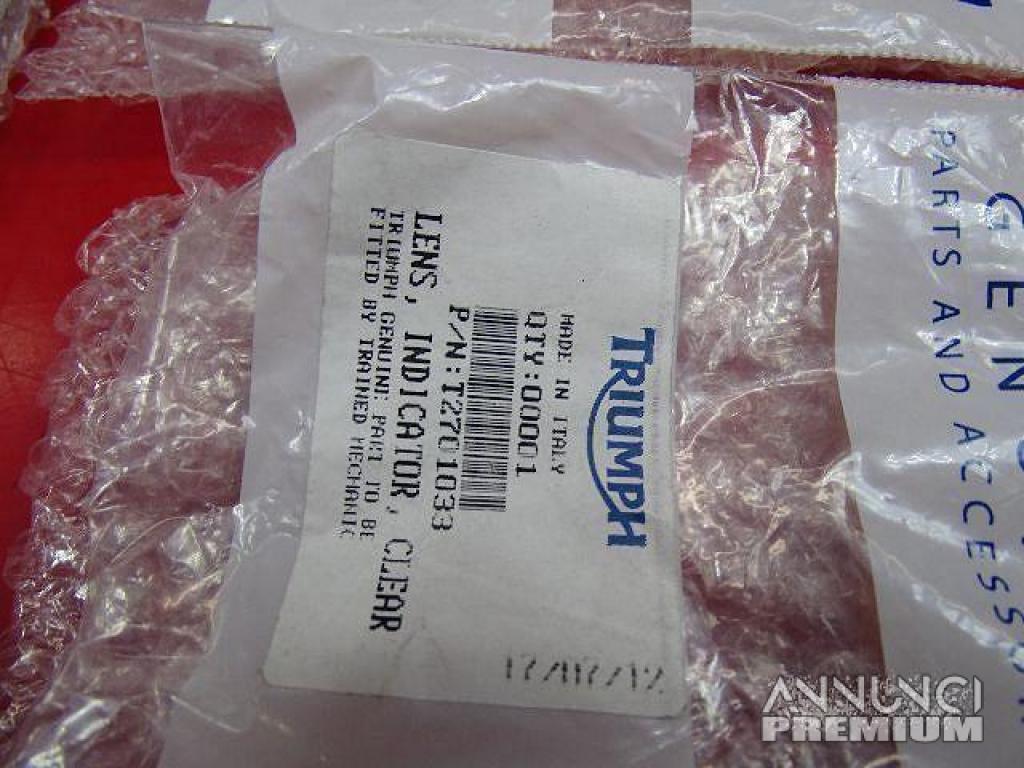 TRIUMPH
MADE IN ITALY
QTY:00001
P/N:T2701033
LENS, INDICATOR, CLEAR
TRIUMPH GENUINE PART TO BE
FITTED BY TRAINED MECHANIC
PARTS AND
ANNUNCI
PREMIUM